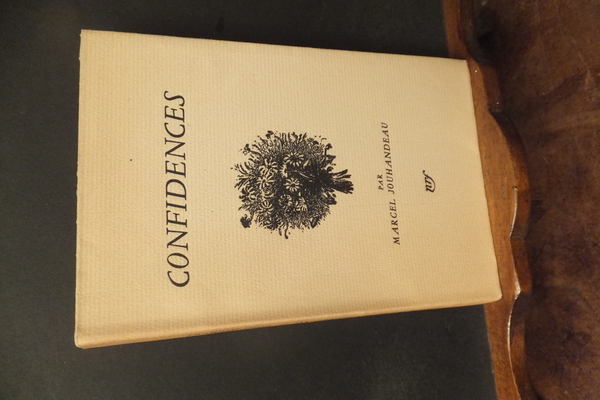 CONFIDENCES
PAR
MARCEL JOUHANDEAU
nrf